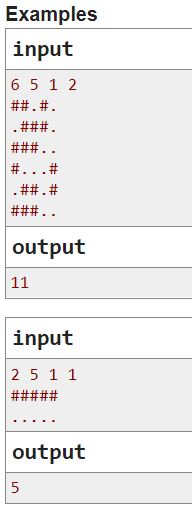 Examples
input
6 5 1 2
##.#.
.###.
###..
#...#
.##.#
###..
output
11
input
2 5 1 1
#####
.....
output
5